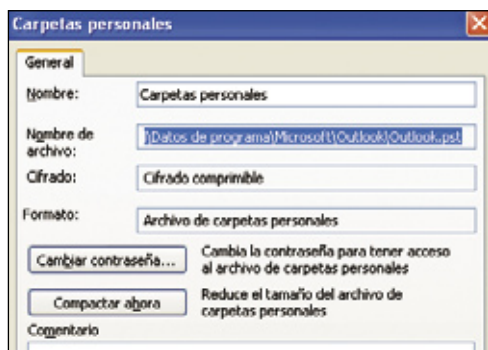 Carpetas personales
General
Nombre: Carpetas personales
Nombre de archivo: \Datos de programa\Microsoft\Outlook\Outlook.pst
Cifrado: Cifrado comprimible
Formato: Archivo de carpetas personales
Cambiar contraseña... Cambia la contraseña para tener acceso
al archivo de carpetas personales
Compactar ahora Reduce el tamaño del archivo de
carpetas personales
Comentario